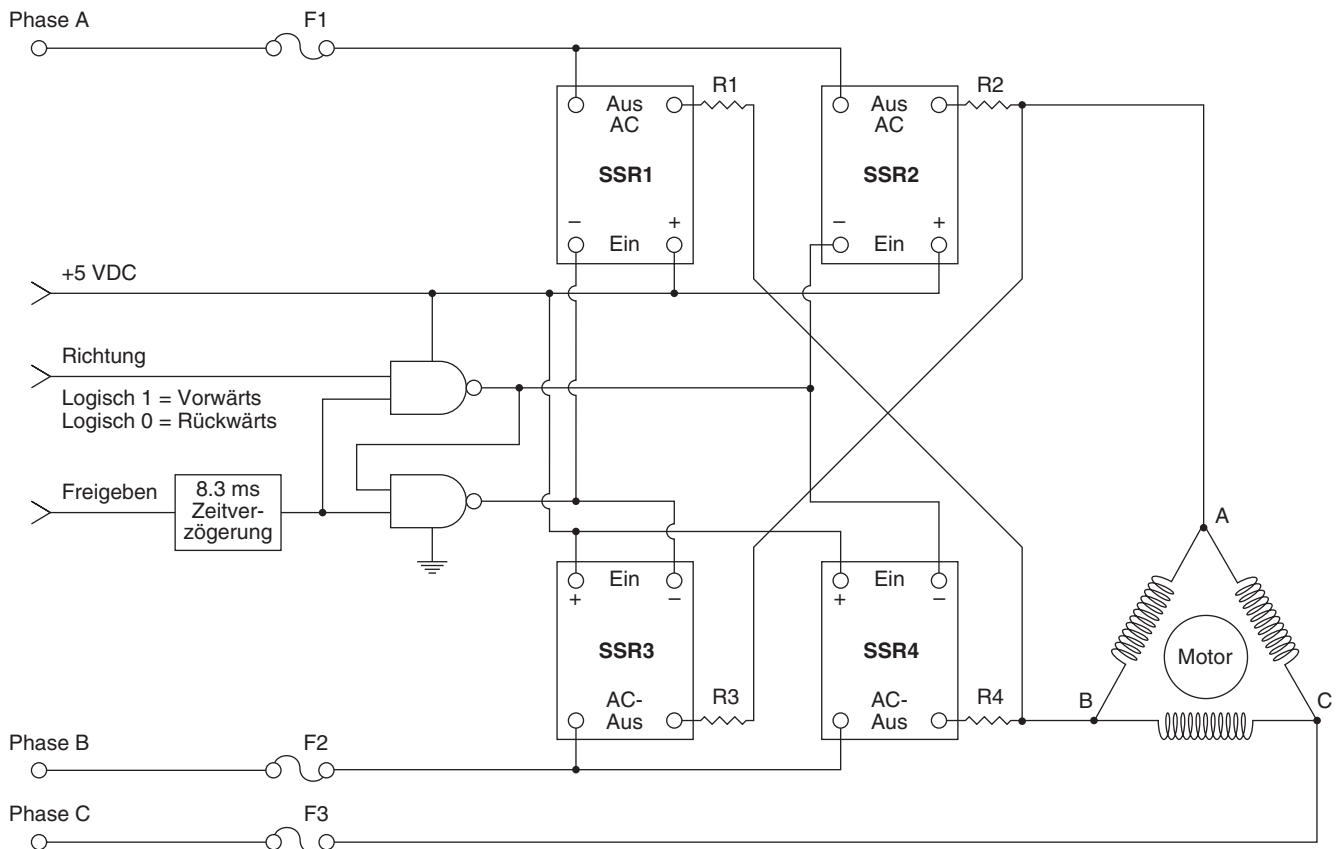 Phase A
F1
R1
R2
Aus
AC
SSR1
–
+
Ein
Aus
AC
SSR2
–
+
Ein
+5 VDC
Richtung
Logisch 1 = Vorwärts
Logisch 0 = Rückwärts
Freigeben
8.3 ms
Zeitver-
zögerung
Ein
+
–
SSR3
AC-
Aus
R3
Ein
+
–
SSR4
AC-
Aus
R4
A
Motor
B
C
Phase B
F2
Phase C
F3